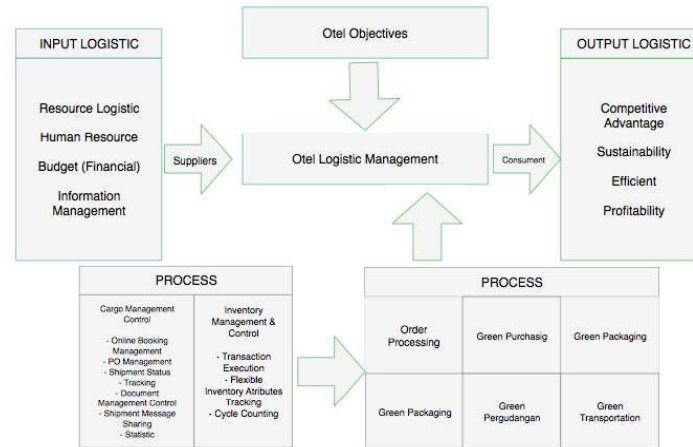 INPUT LOGISTIC
Resource Logistic
Human Resource
Budget (Financial)
Information
Management
Suppliers
Otel Objectives
Otel Logistic Management
Consument
OUTPUT LOGISTIC
Competitive
Advantage
Sustainability
Efficient
Profitability
PROCESS
Cargo Management
Control
- Online Booking
Management
- PO Management
- Shipment Status
- Tracking
- Document
Management Control
- Shipment Message
Sharing
- Statistic
Inventory
Management &
Control
- Transaction
Execution
- Flexible
Inventory Atributes
Tracking
- Cycle Counting
PROCESS
Order
Processing
Green Purchasig
Green Packaging
Green Packaging
Green
Pergudangan
Green
Transportation